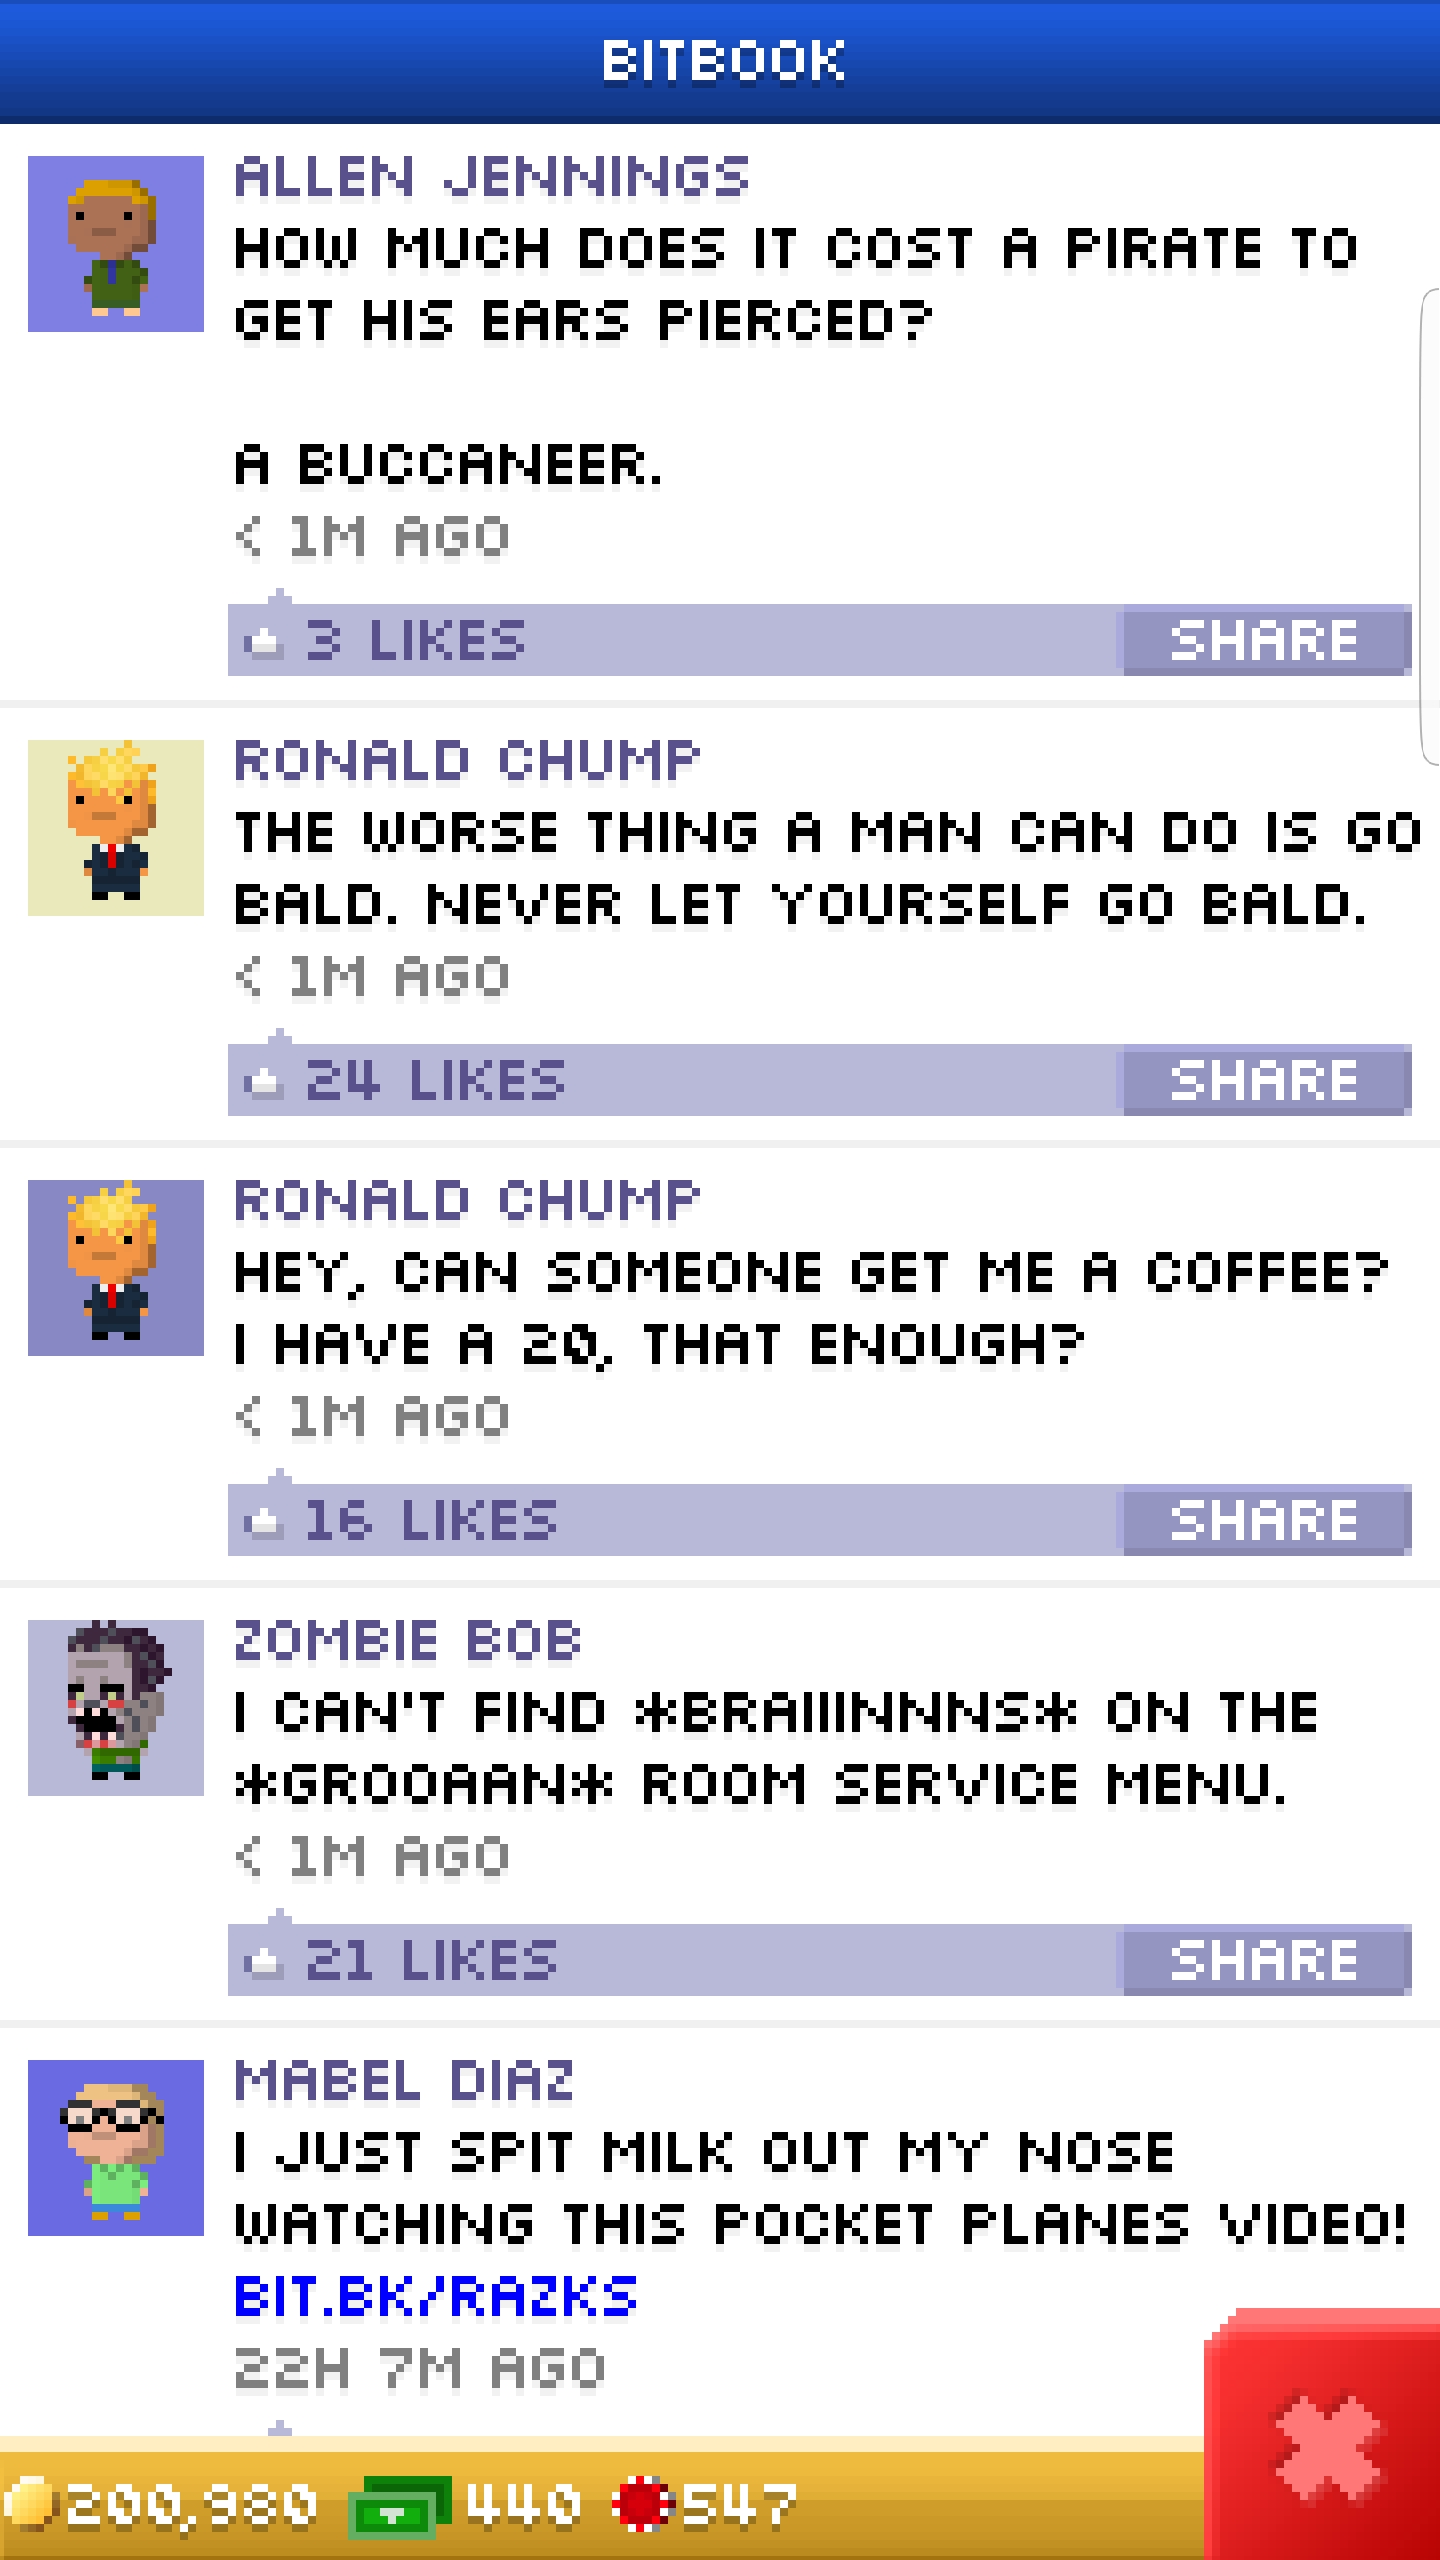 BITBOOK
ALLEN JENNINGS
HOW MUCH DOES IT COST A PIRATE TO
GET HIS EARS PIERCED?
A BUCCANEER.
< 1M AGO
3 LIKES SHARE
RONALD CHUMP
THE WORSE THING A MAN CAN DO IS GO
BALD. NEVER LET YOURSELF GO BALD.
< 1M AGO
24 LIKES SHARE
RONALD CHUMP
HEY, CAN SOMEONE GET ME A COFFEE?
I HAVE A 20, THAT ENOUGH?
< 1M AGO
16 LIKES SHARE
ZOMBIE BOB
I CAN'T FIND *BRAIIINNNS* ON THE
*GROOAAN* ROOM SERVICE MENU.
< 1M AGO
21 LIKES SHARE
MABEL DIAZ
I JUST SPIT MILK OUT MY NOSE
WATCHING THIS POCKET PLANES VIDEO!
BIT.BK/RAZKS
22H 7M AGO
200,980 440 547